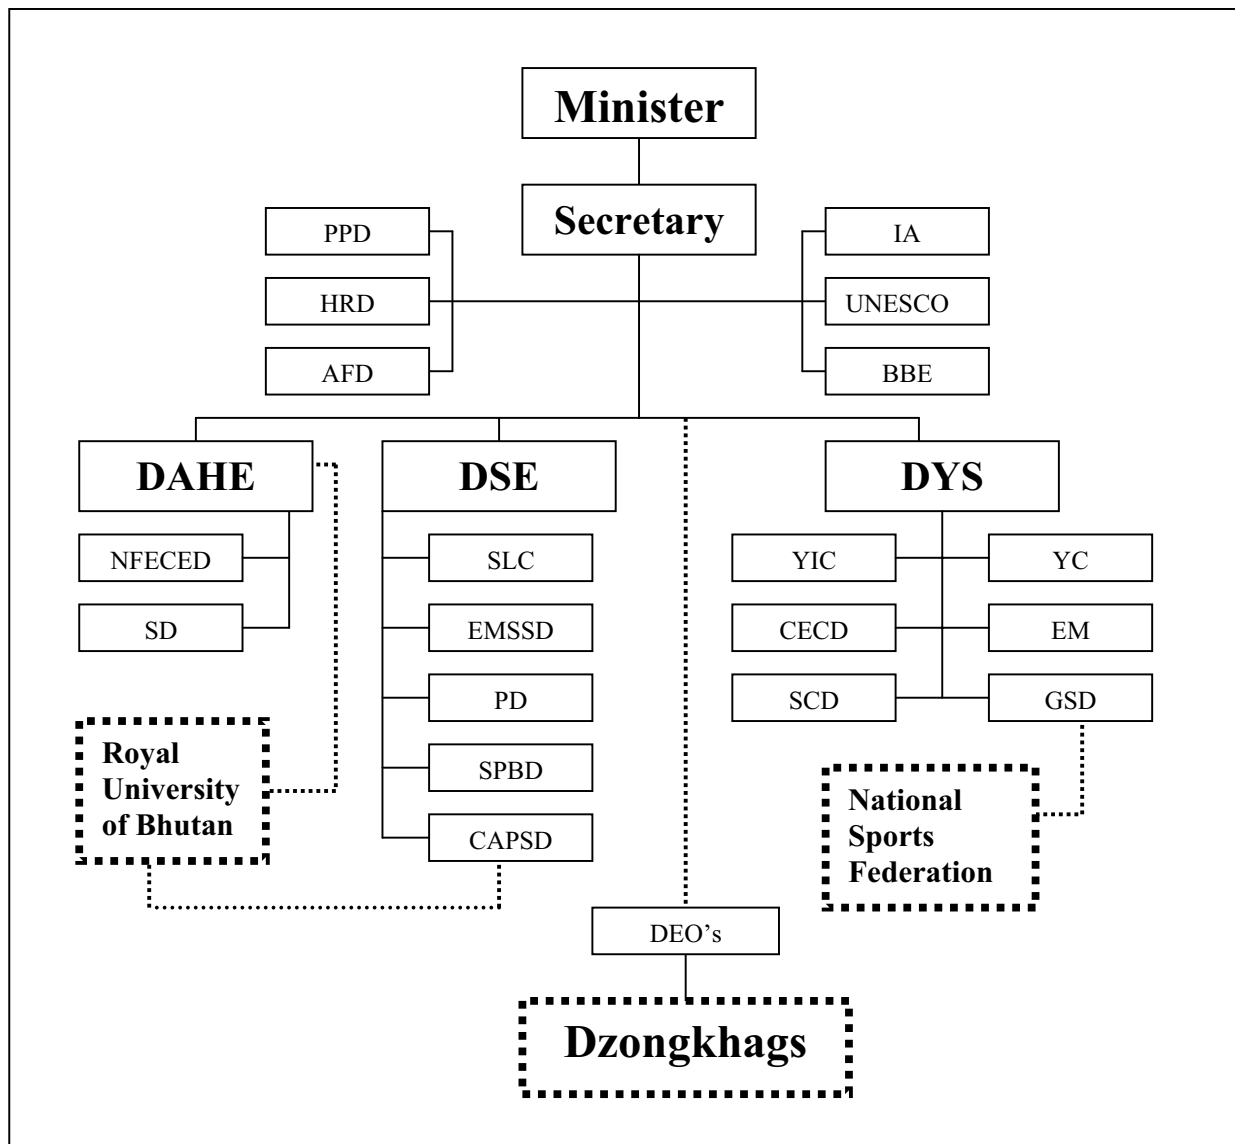 Minister
Secretary
PPD
IA
HRD
UNESCO
AFD
BBE
DAHE
DSE
DYS
NFECED
SLC
YIC
YC
SD
EMSSD
CECD
EM
PD
SCD
GSD
Royal
University
of Bhutan
SPBD
CAPSD
National
Sports
Federation
DEO’s
Dzongkhags